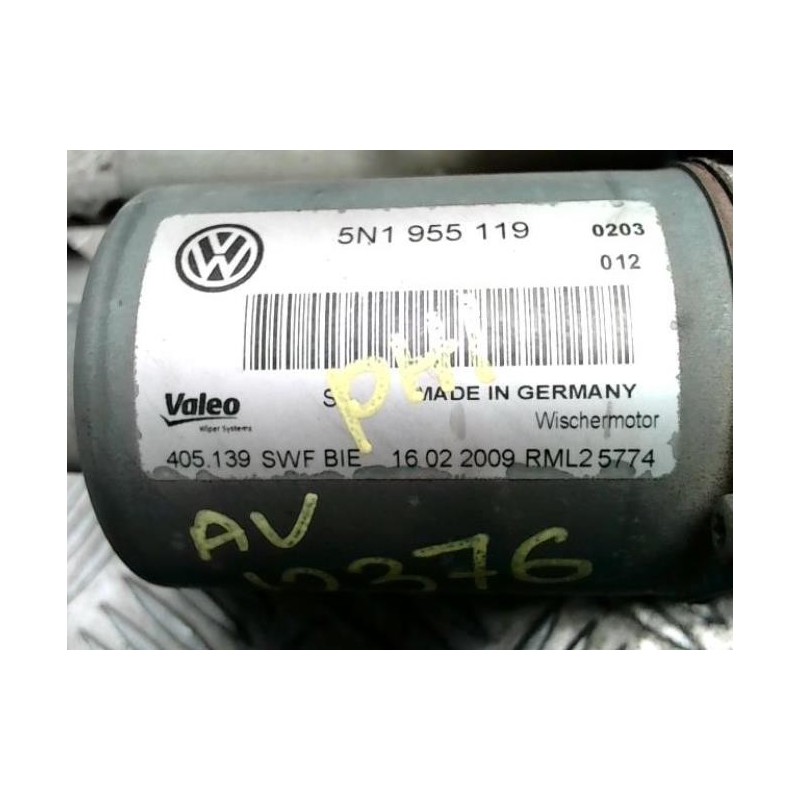 5N1 955 119 0203
012
MADE IN GERMANY
Valeo
Wiper Systems
Wischermotor
405.139 SWF BIE 16.02 2009 RML2 5774
PH1
AV